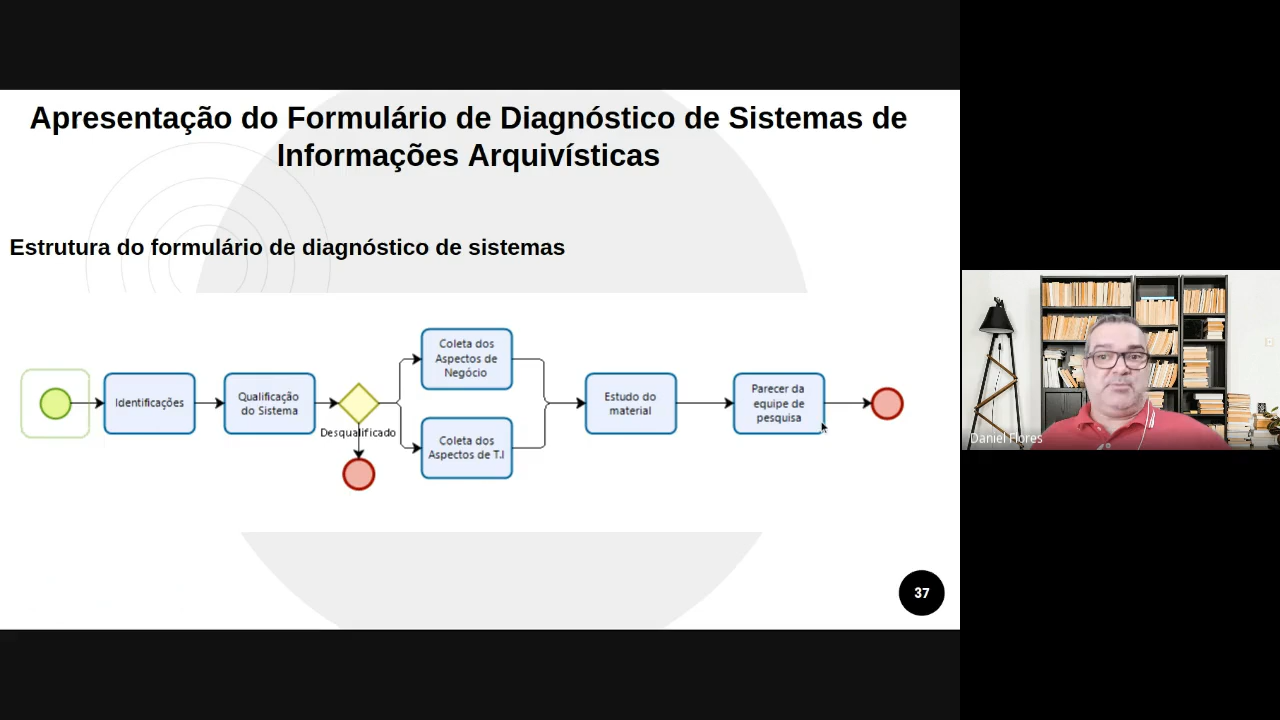 Apresentação do Formulário de Diagnóstico de Sistemas de
Informações Arquivísticas
Estrutura do formulário de diagnóstico de sistemas
Identificações
Qualificação
do Sistema
Desqualificado
Coleta dos
Aspectos de
Negócio
Coleta dos
Aspectos de T.I
Estudo do
material
Parecer da
equipe de
pesquisa
37
Daniel Flores